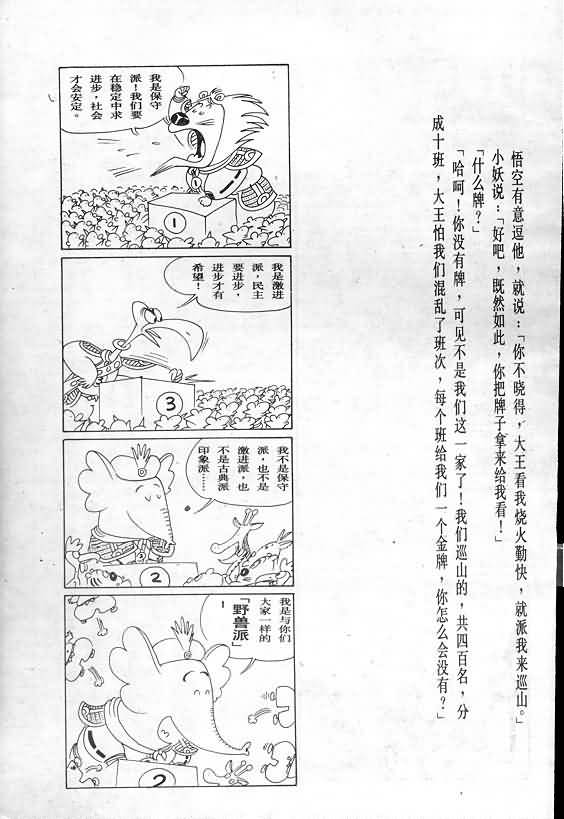 悟空有意逗他，就说：「你不晓得，大王看我烧火勤快，就派我来巡山。」
小妖说：「好吧，既然如此，你把牌子拿来给我看！」
「什么牌？」
「哈呵！你没有牌，可见不是我们这一家了！我们巡山的，共四百名，分
成十班，大王怕我们混乱了班次，每个班给我们一个金牌，你怎么会没有？」
我是保守
派！我们要
在稳定中求
进步，社会
才会安定。
1
我是激进
派，民主
要进步，
进步才有
希望！
3
我不是保守
派，也不是
激进派，也
不是古典派
印象派……
2
我是与你们
大家一样的
「野兽派」
！
3
2